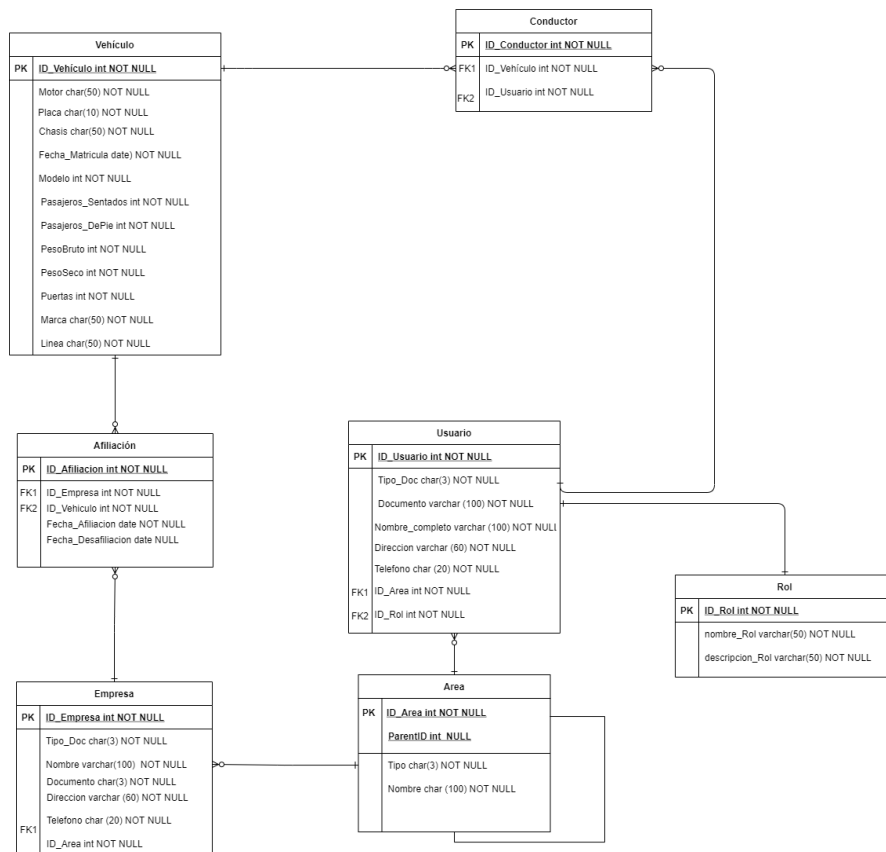 Vehículo
PK ID_Vehículo int NOT NULL
Motor char(50) NOT NULL
Placa char(10) NOT NULL
Chasis char(50) NOT NULL
Fecha_Matricula date) NOT NULL
Modelo int NOT NULL
Pasajeros_Sentados int NOT NULL
Pasajeros_DePie int NOT NULL
PesoBruto int NOT NULL
PesoSeco int NOT NULL
Puertas int NOT NULL
Marca char(50) NOT NULL
Linea char(50) NOT NULL
Conductor
PK ID_Conductor int NOT NULL
FK1 ID_Vehículo int NOT NULL
FK2 ID_Usuario int NOT NULL
Afiliación
PK ID_Afiliacion int NOT NULL
FK1 ID_Empresa int NOT NULL
FK2 ID_Vehiculo int NOT NULL
Fecha_Afiliacion date NOT NULL
Fecha_Desafiliacion date NULL
Usuario
PK ID_Usuario int NOT NULL
Tipo_Doc char(3) NOT NULL
Documento varchar (100) NOT NULL
Nombre_completo varchar (100) NOT NULL
Direccion varchar (60) NOT NULL
Telefono char (20) NOT NULL
FK1 ID_Area int NOT NULL
FK2 ID_Rol int NOT NULL
Rol
PK ID_Rol int NOT NULL
nombre_Rol varchar(50) NOT NULL
descripcion_Rol varchar(50) NOT NULL
Empresa
PK ID_Empresa int NOT NULL
Tipo_Doc char(3) NOT NULL
Nombre varchar(100) NOT NULL
Documento char(3) NOT NULL
Direccion varchar (60) NOT NULL
Telefono char (20) NOT NULL
FK1
ID_Area int NOT NULL
Area
PK ID_Area int NOT NULL
ParentID int NULL
Tipo char(3) NOT NULL
Nombre char (100) NOT NULL